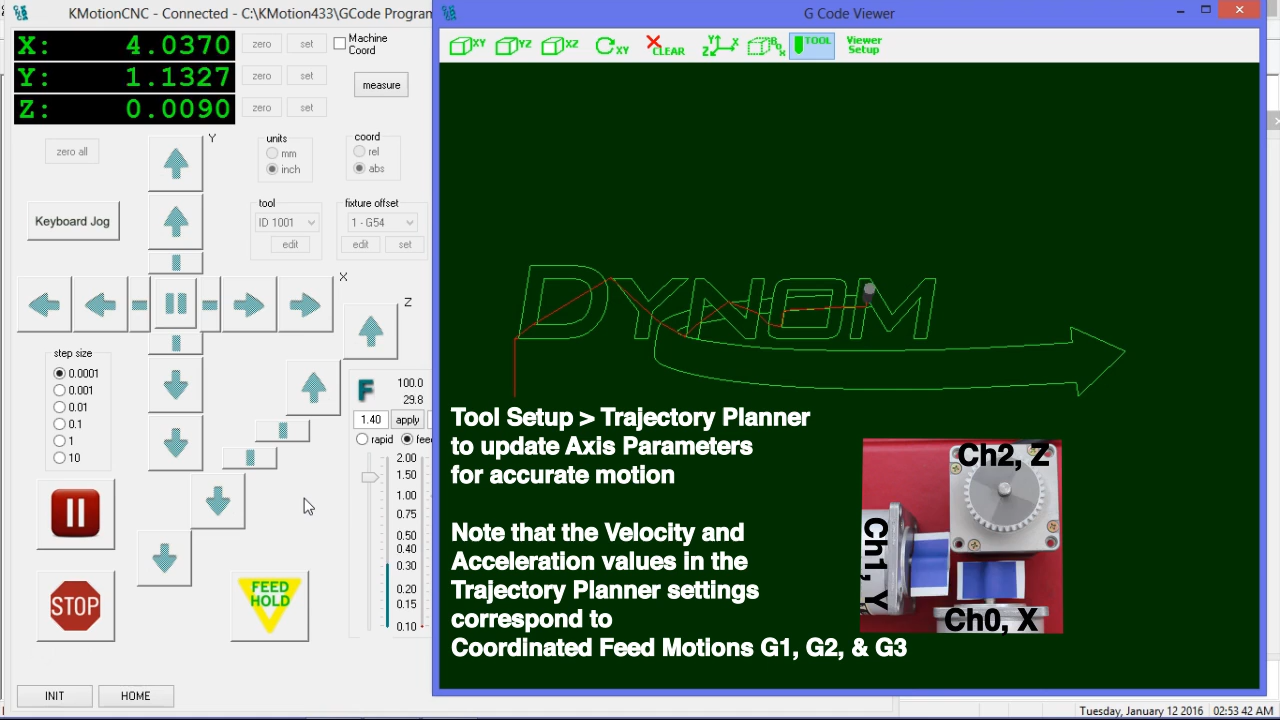 KMotionCNC - Connected - C:\KMotion433\GCode Program
G Code Viewer
X: 4.0370
zero
set
Machine
Coord
Y: 1.1327
zero
set
measure
Z: 0.0090
zero
set
XY
YZ
XZ
XY
CLEAR
Y
X
Z
Box
TOOL
Viewer
Setup
zero all
Y
units
mm
inch
coord
rel
abs
Keyboard Jog
tool
ID 1001
edit
fixture offset
1 - G54
edit
set
X
Z
step size
0.0001
0.001
0.01
0.1
1
10
F
100.0
29.8
1.40
apply
rapid
feed
2.00
1.50
1.00
0.75
0.50
0.40
0.30
0.20
0.15
0.10
STOP
FEED
HOLD
INIT
HOME
DYNOM
Tool Setup > Trajectory Planner
to update Axis Parameters
for accurate motion
Note that the Velocity and
Acceleration values in the
Trajectory Planner settings
correspond to
Coordinated Feed Motions G1, G2, & G3
Ch2, Z
Ch1, Y
Ch0, X
Tuesday, January 12 2016 02:53 42 AM